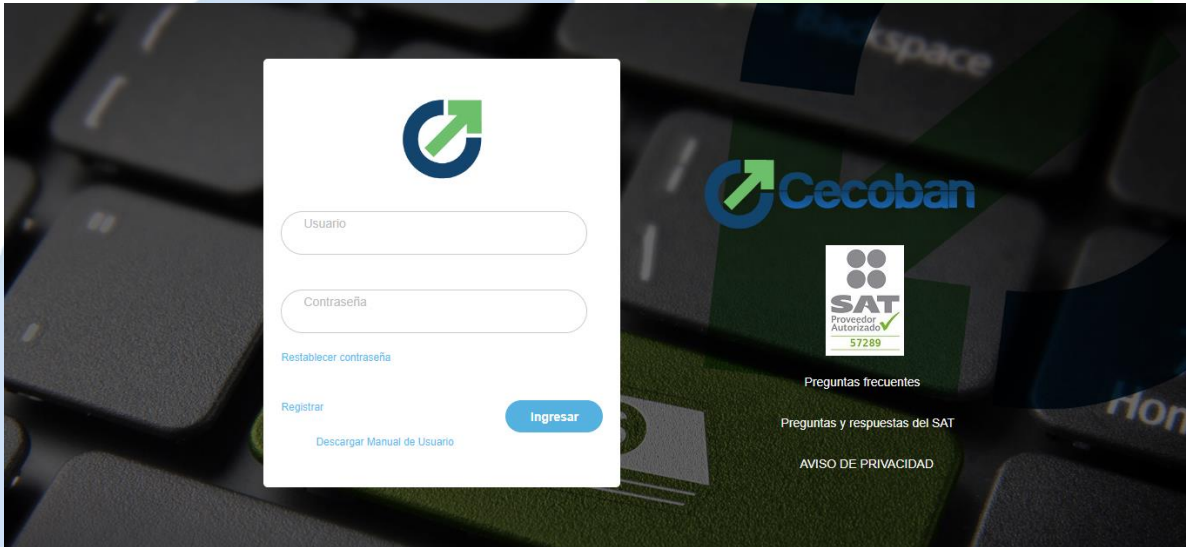 Backspace
Usuario
Contraseña
Restablecer contraseña
Registrar
Ingresar
Descargar Manual de Usuario
Cecoban
SAT
Proveedor
Autorizado
57289
Preguntas frecuentes
Preguntas y respuestas del SAT
AVISO DE PRIVACIDAD
Hom